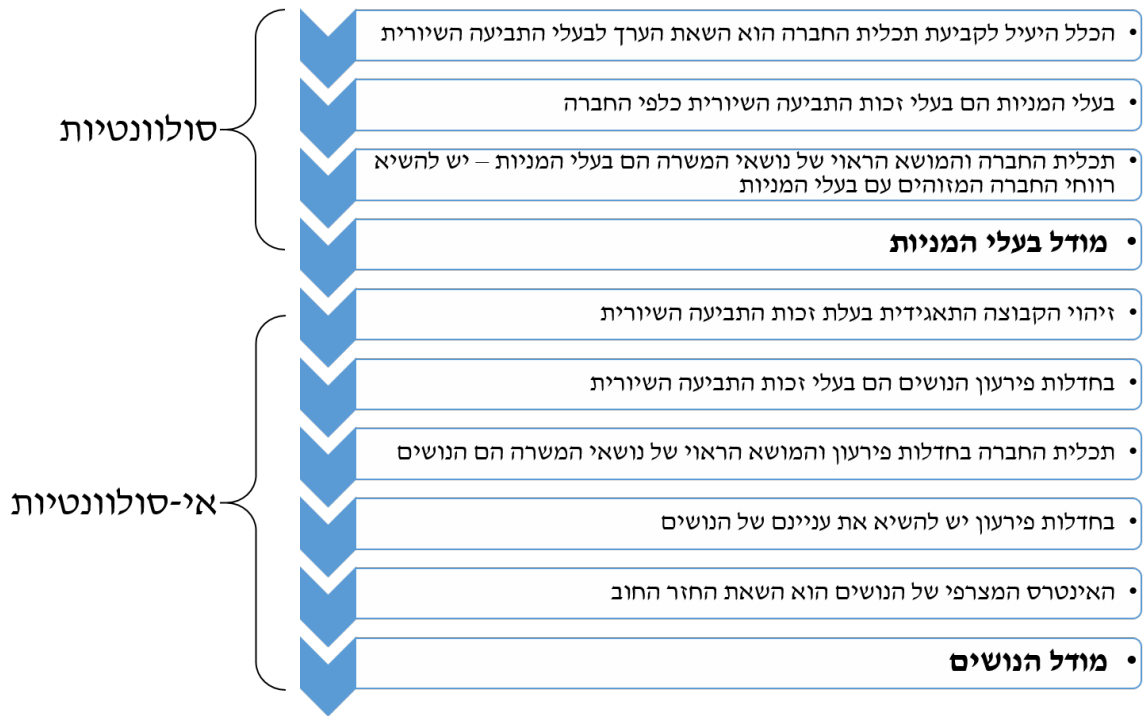 סולוונטיות
• הכלל היעיל לקביעת תכלית החברה הוא השאת הערך לבעלי התביעה השיורית
• בעלי המניות הם בעלי זכות התביעה השיורית כלפי החברה
• תכלית החברה והמושא הראוי של נושאי המשרה הם בעלי המניות – יש להשיא
רווחי החברה המזוהים עם בעלי המניות
• מודל בעלי המניות
אי-סולוונטיות
• זיהוי הקבוצה התאגידית בעלת זכות התביעה השיורית
• בחדלות פירעון הנושים הם בעלי זכות התביעה השיורית
• תכלית החברה בחדלות פירעון והמושא הראוי של נושאי המשרה הם הנושים
• בחדלות פירעון יש להשיא את עניינם של הנושים
• האינטרס המצרפי של הנושים הוא השאת החזר החוב
• מודל הנושים